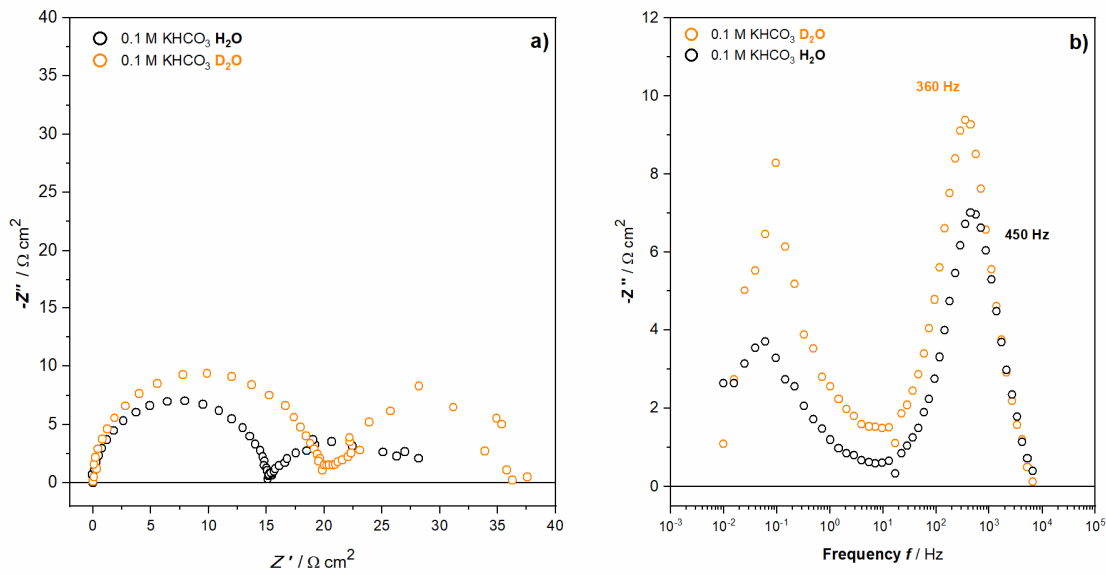 a)
0.1 M KHCO₃ H₂O
0.1 M KHCO₃ D₂O
40
35
30
25
20
15
10
5
0
-Z'' / Ω cm²
0 5 10 15 20 25 30 35 40
Z' / Ω cm²
b)
0.1 M KHCO₃ D₂O
0.1 M KHCO₃ H₂O
360 Hz
450 Hz
12
10
8
6
4
2
0
-Z'' / Ω cm²
10⁻³ 10⁻² 10⁻¹ 10⁰ 10¹ 10² 10³ 10⁴ 10⁵
Frequency f / Hz